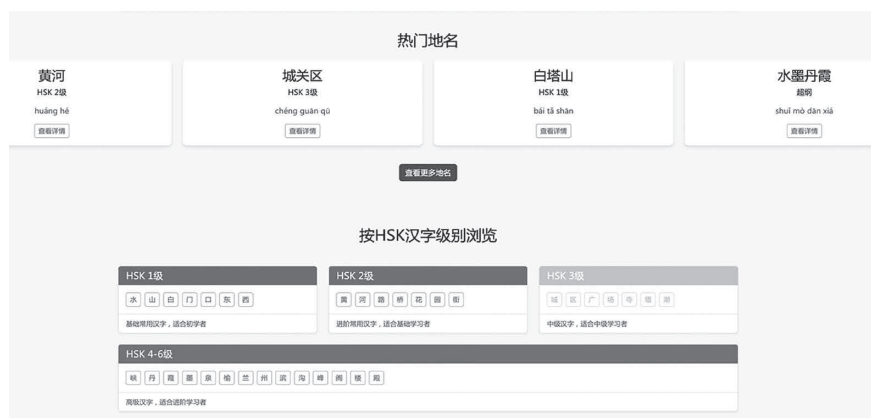 热门地名
黄河
HSK 2级
huáng hé
查看详情
城关区
HSK 3级
chéng guān qū
查看详情
白塔山
HSK 1级
bái tǎ shān
查看详情
水墨丹霞
超纲
shuǐ mò dān xiá
查看详情
查看更多地名
按HSK汉字级别浏览
HSK 1级
水 山 白 门 口 东 西
基础常用汉字，适合初学者
HSK 2级
黄 河 路 桥 花 园 街
进阶常用汉字，适合基础学习者
HSK 3级
城 区 广 场 寺 塔 湖
中级汉字，适合中级学习者
HSK 4-6级
峡 丹 霞 墨 泉 榆 兰 州 滨 沟 峰 阁 楼 殿
高级汉字，适合进阶学习者